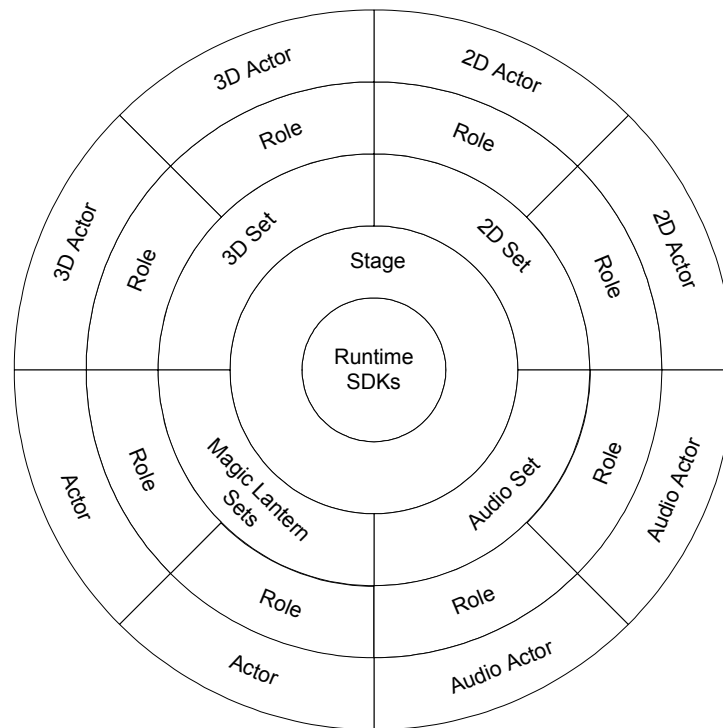 3D Actor
2D Actor
Role
Role
3D Actor
Role
3D Set
2D Set
Role
2D Actor
Stage
Runtime
SDKs
Actor
Role
Magic Lantern
Sets
Audio Set
Role
Audio Actor
Role
Role
Actor
Audio Actor